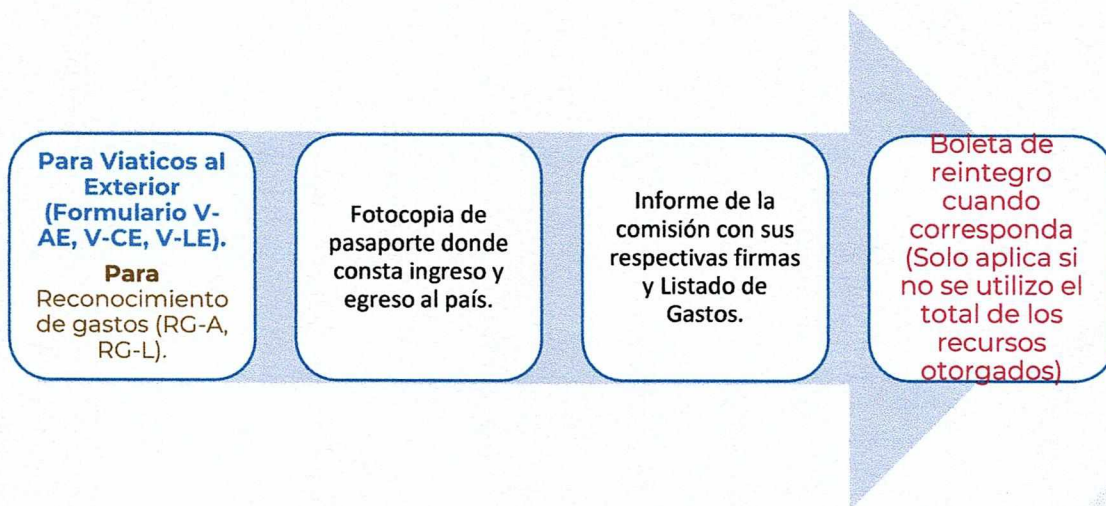 Para Viaticos al
Exterior
(Formulario V-
AE, V-CE, V-LE).
Para
Reconocimiento
de gastos (RG-A,
RG-L).
Fotocopia de
pasaporte donde
consta ingreso y
egreso al país.
Informe de la
comisión con sus
respectivas firmas
y Listado de
Gastos.
Boleta de
reintegro
cuando
corresponda
(Solo aplica si
no se utilizo el
total de los
recursos
otorgados)